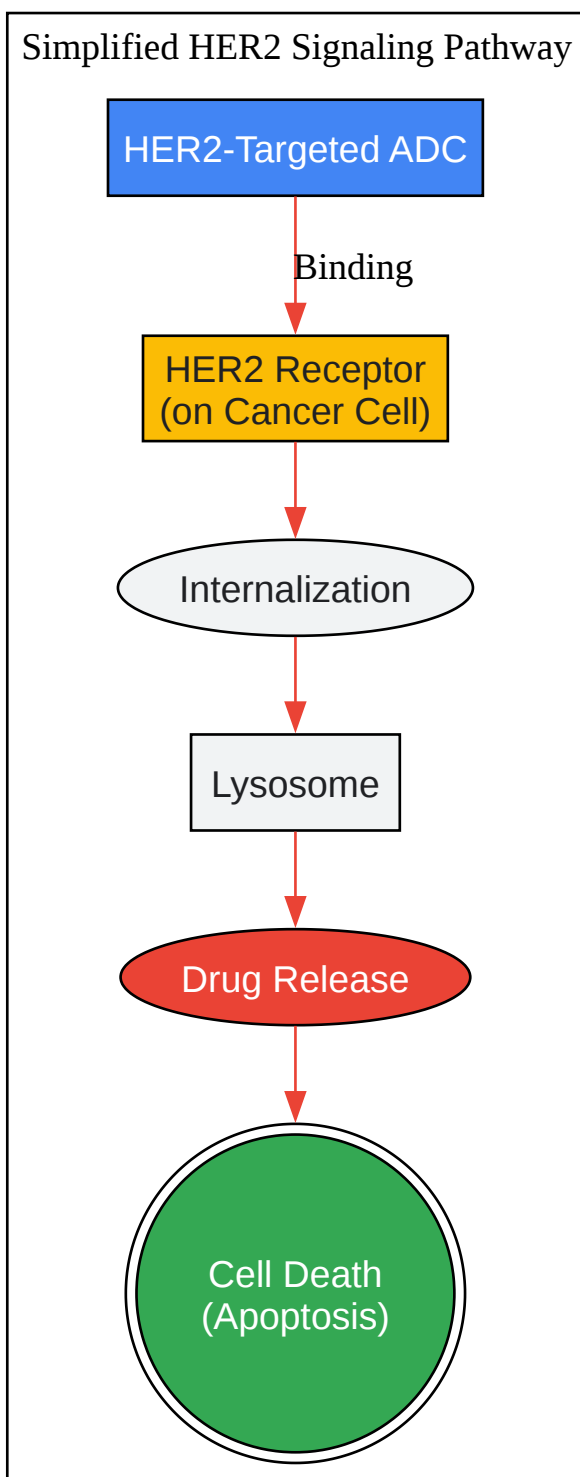 Simplified HER2 Signaling Pathway
HER2-Targeted ADC
Binding
HER2 Receptor
(on Cancer Cell)
Internalization
Lysosome
Drug Release
Cell Death
(Apoptosis)